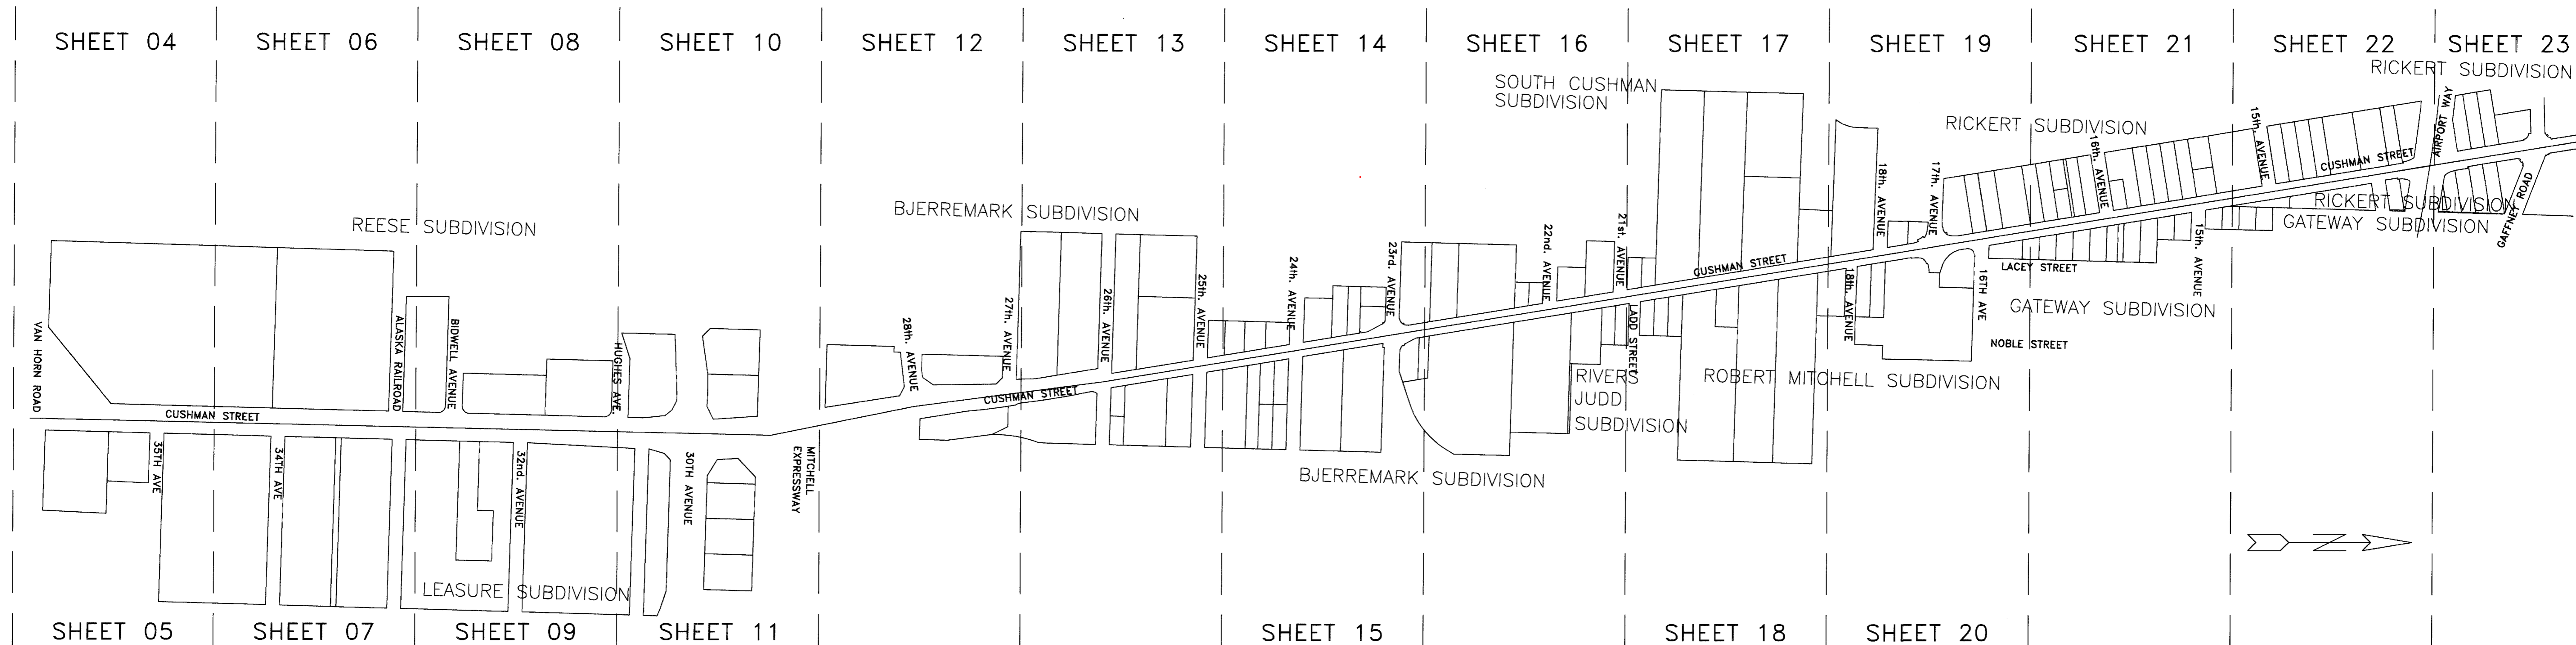 SHEET 04
SHEET 06
SHEET 08
SHEET 10
SHEET 12
SHEET 13
SHEET 14
SHEET 16
SHEET 17
SHEET 19
SHEET 21
SHEET 22
SHEET 23
RICKERT SUBDIVISION
SOUTH CUSHMAN
SUBDIVISION
RICKERT SUBDIVISION
REESE SUBDIVISION
BJERREMARK SUBDIVISION
VAN HORN ROAD
CUSHMAN STREET
ALASKA RAILROAD
BIDWELL AVENUE
HUGHES AVE.
28th. AVENUE
27th. AVENUE
CUSHMAN STREET
26th. AVENUE
25th. AVENUE
24th. AVENUE
23rd. AVENUE
22nd. AVENUE
21st. AVENUE
LADD STREET
CUSHMAN STREET
18th. AVENUE
18th. AVENUE
17th. AVENUE
16TH AVE
16th. AVENUE
15th. AVENUE
15th. AVENUE
CUSHMAN STREET
AIRPORT WAY
GAFFNEY ROAD
RICKERT SUBDIVISION
GATEWAY SUBDIVISION
LACEY STREET
GATEWAY SUBDIVISION
NOBLE STREET
ROBERT MITCHELL SUBDIVISION
RIVERS
JUDD
SUBDIVISION
BJERREMARK SUBDIVISION
35TH AVE
34TH AVE
32nd. AVENUE
30TH AVENUE
MITCHELL
EXPRESSWAY
LEASURE SUBDIVISION
N
SHEET 05
SHEET 07
SHEET 09
SHEET 11
SHEET 15
SHEET 18
SHEET 20